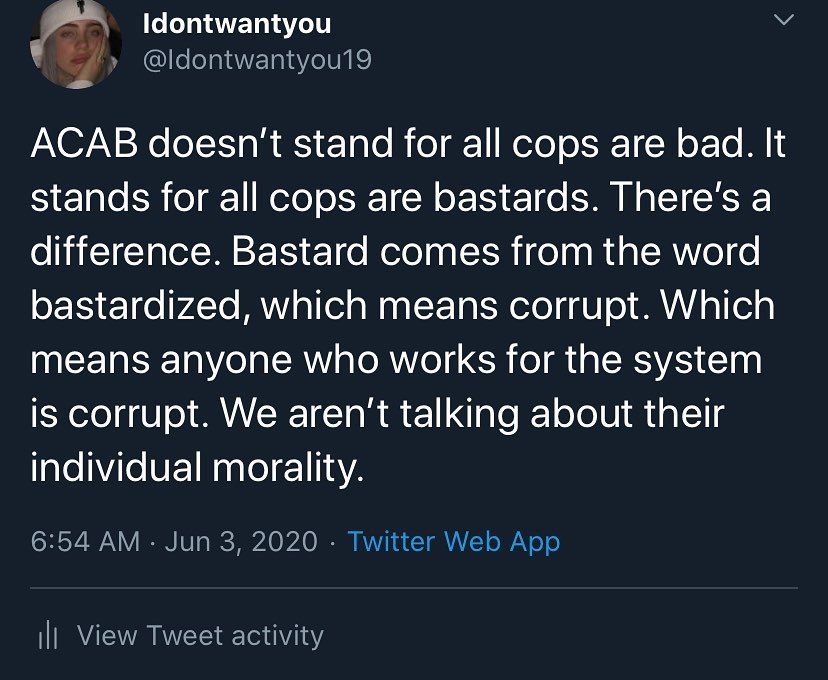 Idontwantyou
@Idontwantyou19
ACAB doesn’t stand for all cops are bad. It
stands for all cops are bastards. There’s a
difference. Bastard comes from the word
bastardized, which means corrupt. Which
means anyone who works for the system
is corrupt. We aren’t talking about their
individual morality.
6:54 AM · Jun 3, 2020 · Twitter Web App
View Tweet activity